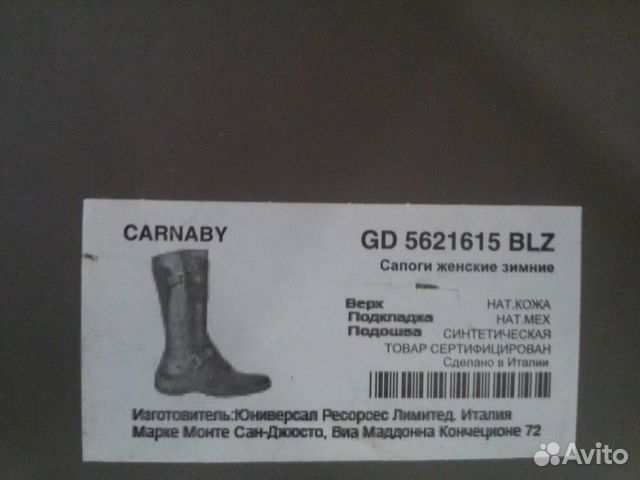 CARNABY
GD 5621615 BLZ
Сапоги женские зимние
Верх НАТ.КОЖА
Подкладка НАТ.МЕХ
Подошва СИНТЕТИЧЕСКАЯ
ТОВАР СЕРТИФИЦИРОВАН
Сделано в Италии
Изготовитель:Юниверсал Ресорсес Лимитед. Италия
Марке Монте Сан-Джюсто, Виа Маддонна Кончеционе 72
Avito